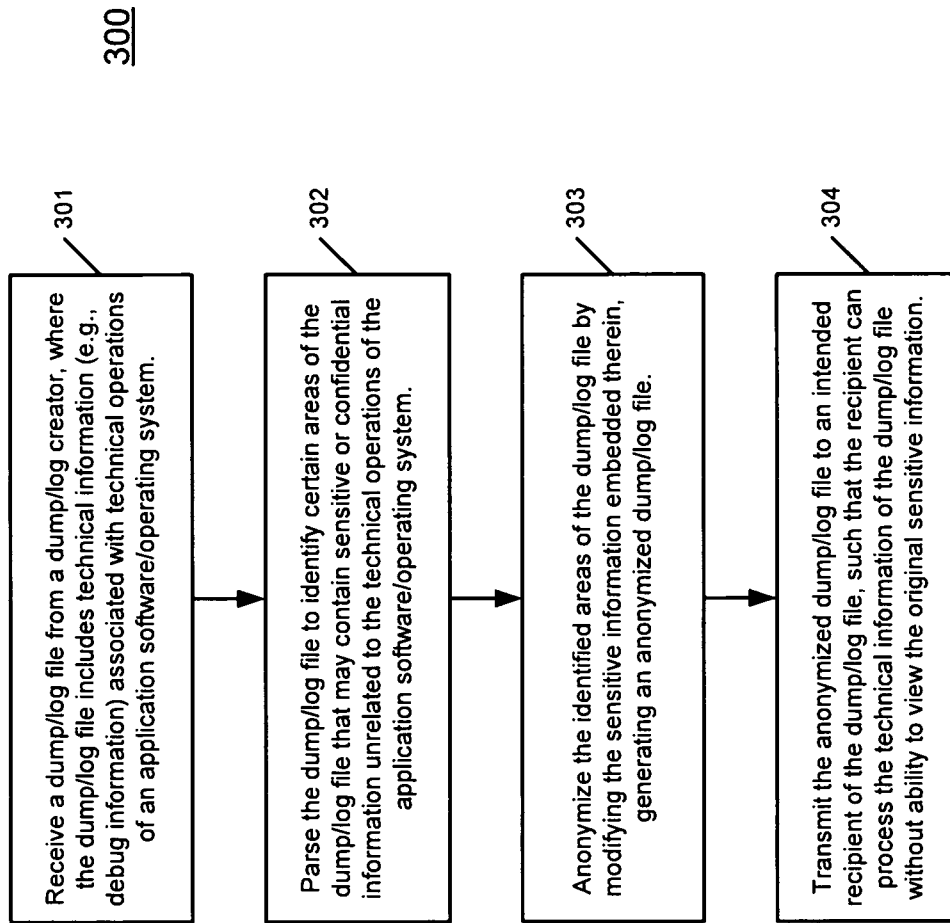 300
301
Receive a dump/log file from a dump/log creator, where
the dump/log file includes technical information (e.g.,
debug information) associated with technical operations
of an application software/operating system.
302
Parse the dump/log file to identify certain areas of the
dump/log file that may contain sensitive or confidential
information unrelated to the technical operations of the
application software/operating system.
303
Anonymize the identified areas of the dump/log file by
modifying the sensitive information embedded therein,
generating an anonymized dump/log file.
304
Transmit the anonymized dump/log file to an intended
recipient of the dump/log file, such that the recipient can
process the technical information of the dump/log file
without ability to view the original sensitive information.